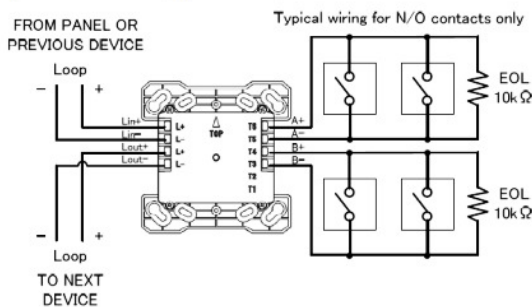 FROM PANEL OR
PREVIOUS DEVICE
Loop
- +
Typical wiring for N/O contacts only
Lin+
Lin-
Lout+
Lout-
L+
L-
L+
L-
TOP
T6
T5
T4
T3
T2
T1
A+
A-
B+
B-
EOL
10kΩ
EOL
10kΩ
- +
Loop
TO NEXT
DEVICE